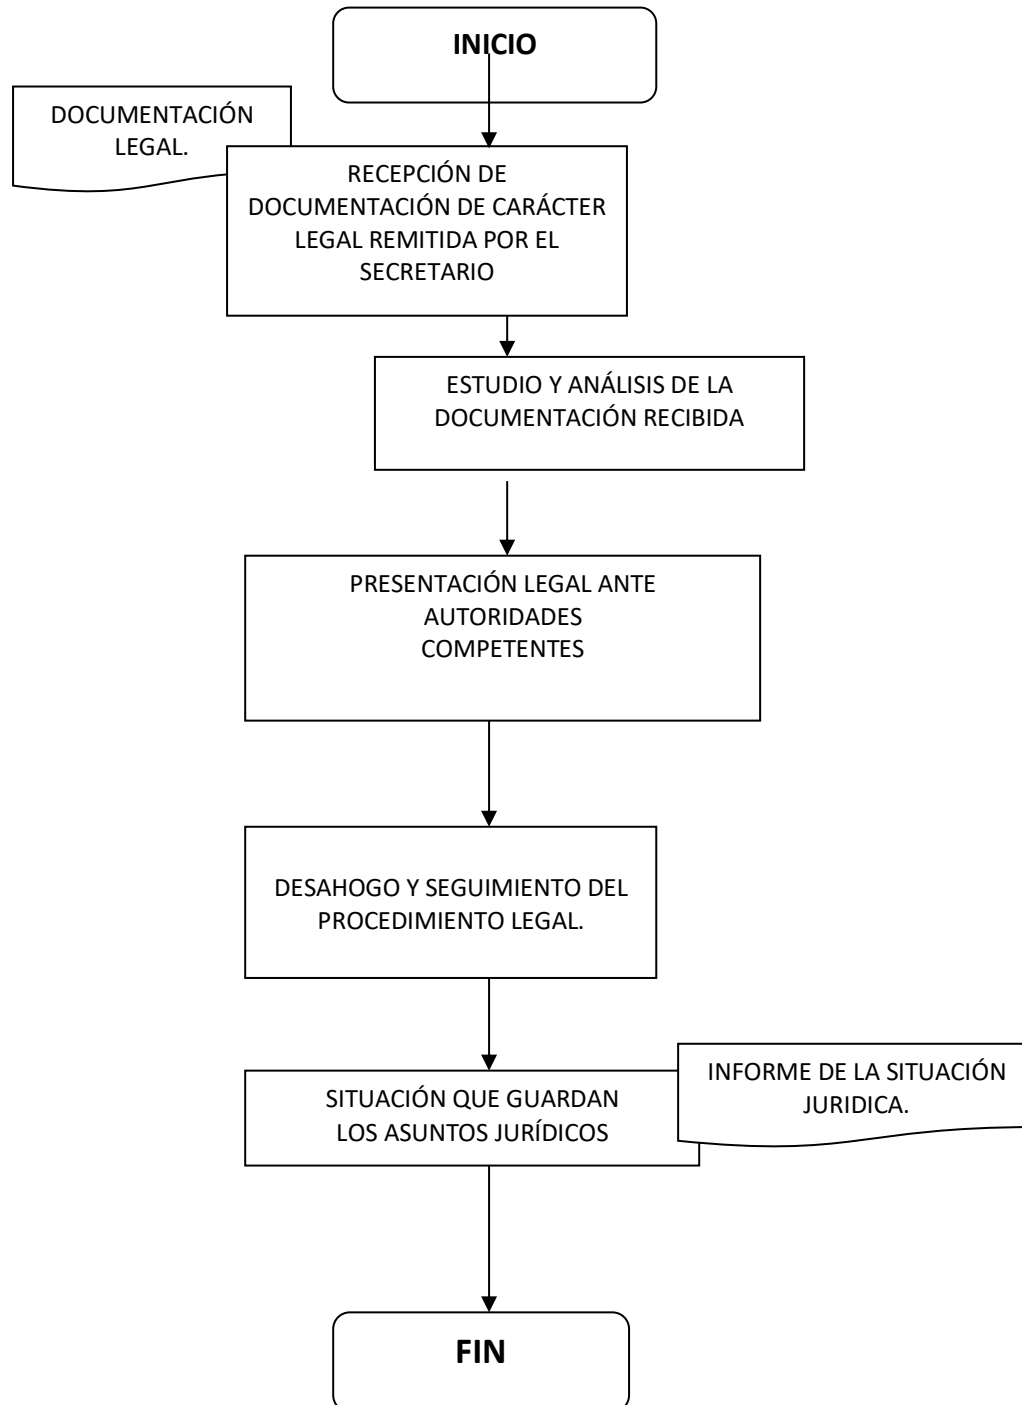 INICIO
DOCUMENTACIÓN
LEGAL.
RECEPCIÓN DE
DOCUMENTACIÓN DE CARÁCTER
LEGAL REMITIDA POR EL
SECRETARIO
ESTUDIO Y ANÁLISIS DE LA
DOCUMENTACIÓN RECIBIDA
PRESENTACIÓN LEGAL ANTE
AUTORIDADES
COMPETENTES
DESAHOGO Y SEGUIMIENTO DEL
PROCEDIMIENTO LEGAL.
SITUACIÓN QUE GUARDAN
LOS ASUNTOS JURÍDICOS
INFORME DE LA SITUACIÓN
JURIDICA.
FIN